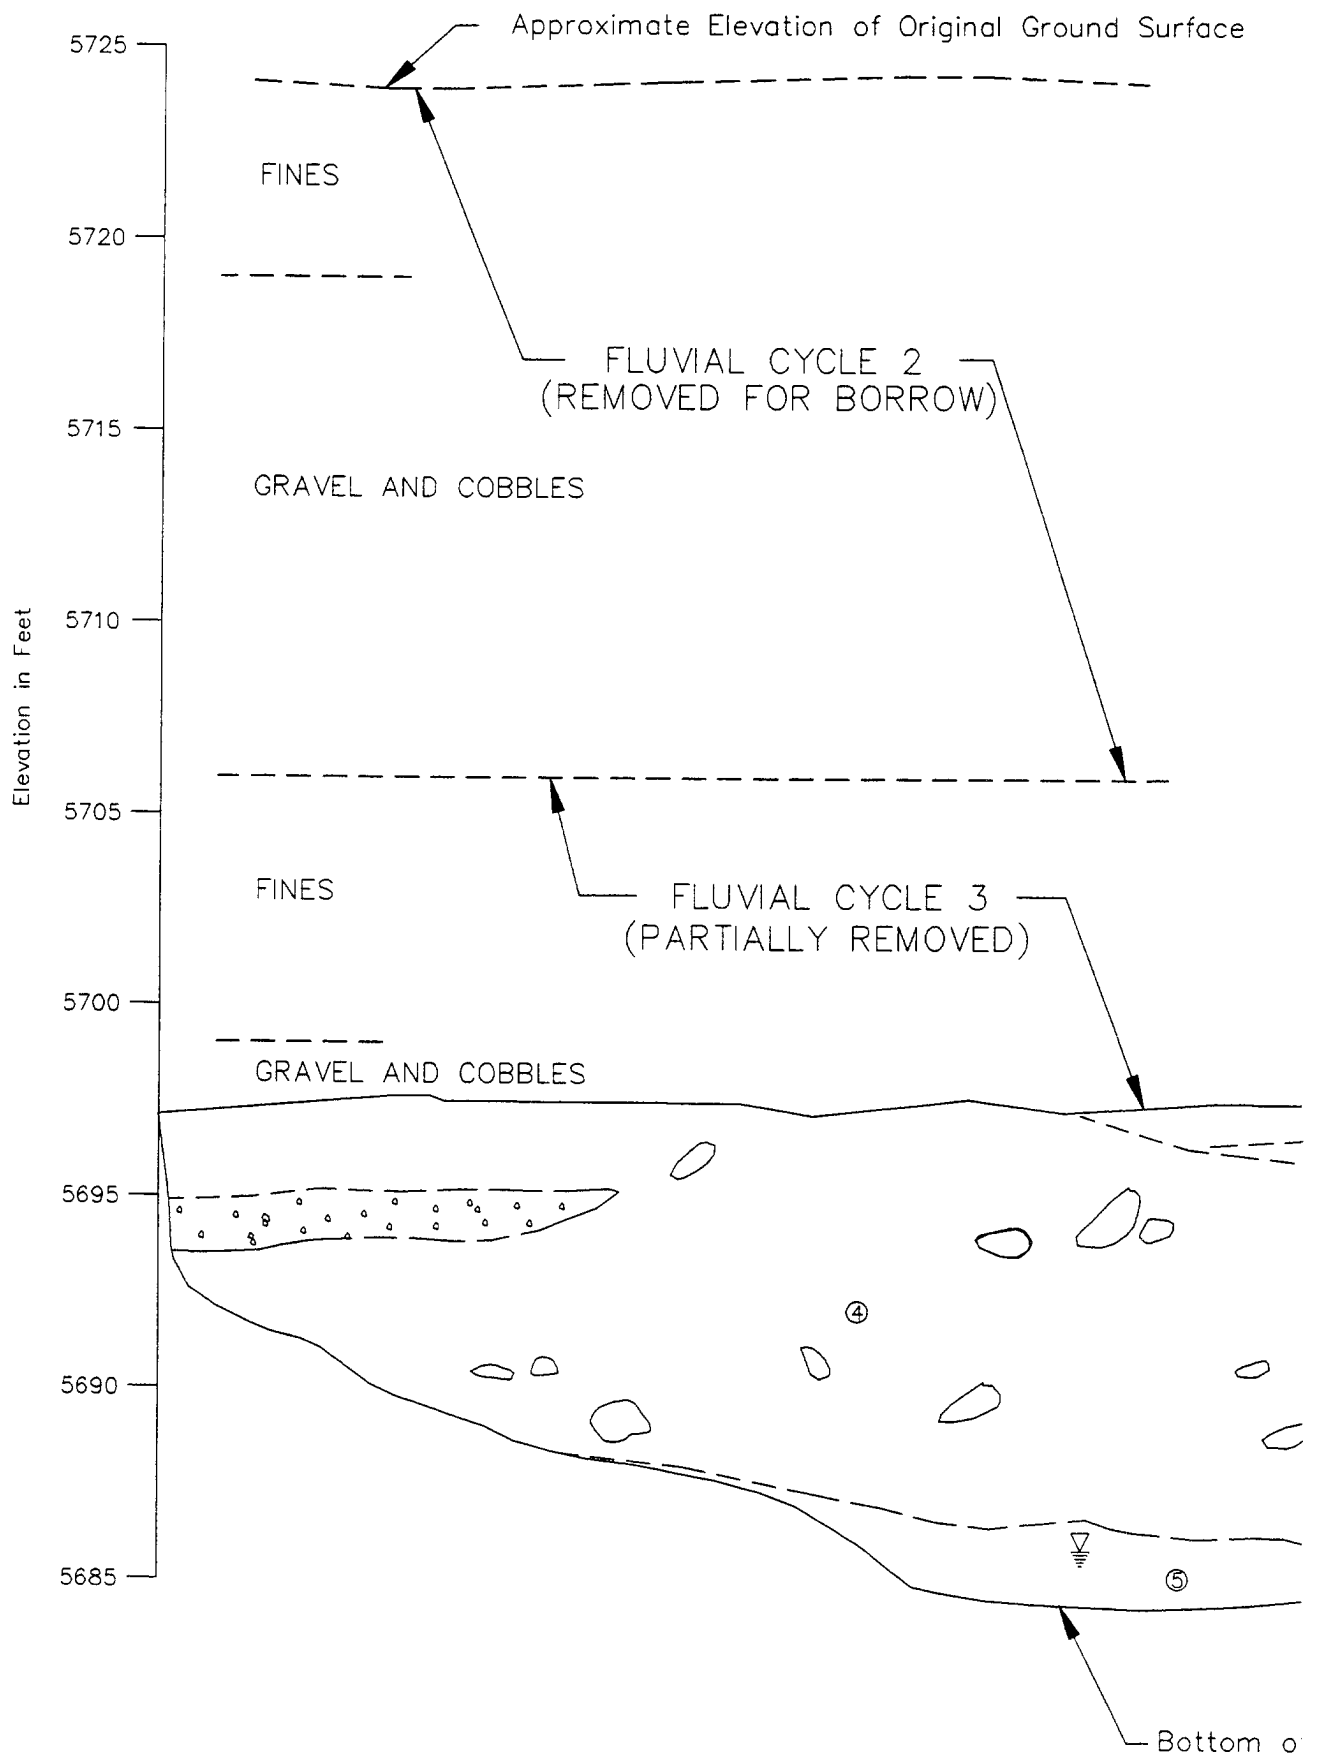 Approximate Elevation of Original Ground Surface
5725
FINES
5720
FLUVIAL CYCLE 2
(REMOVED FOR BORROW)
5715
GRAVEL AND COBBLES
Elevation in Feet
5710
5705
FINES
FLUVIAL CYCLE 3
(PARTIALLY REMOVED)
5700
GRAVEL AND COBBLES
5695
4
5690
5685
5
Bottom